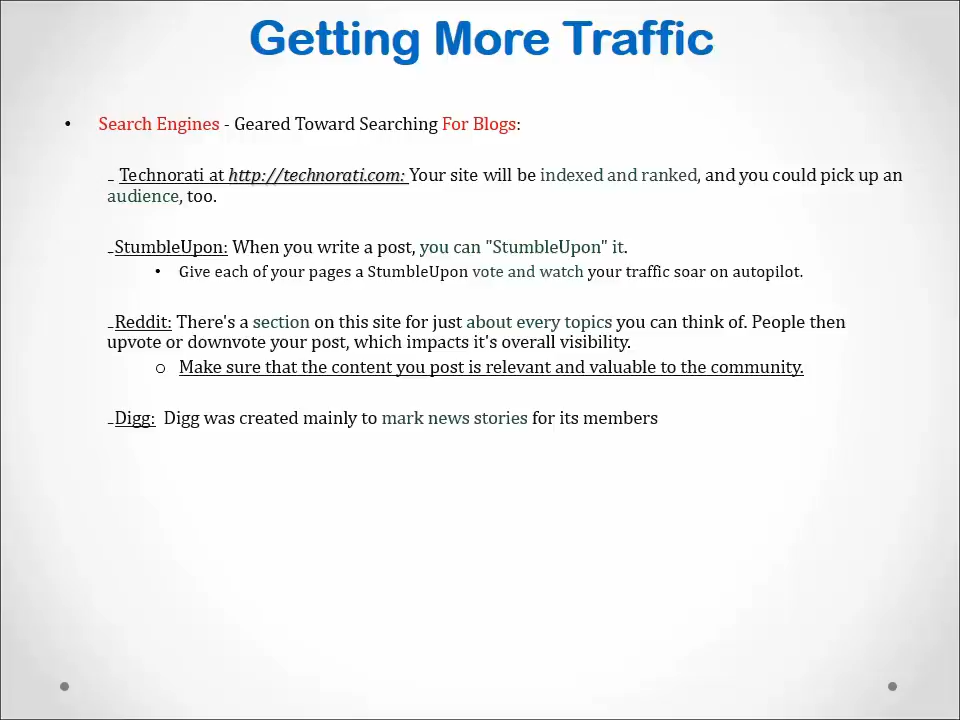 Getting More Traffic
• Search Engines - Geared Toward Searching For Blogs:
– Technorati at http://technorati.com: Your site will be indexed and ranked, and you could pick up an
audience, too.
–StumbleUpon: When you write a post, you can "StumbleUpon" it.
• Give each of your pages a StumbleUpon vote and watch your traffic soar on autopilot.
–Reddit: There's a section on this site for just about every topics you can think of. People then
upvote or downvote your post, which impacts it's overall visibility.
o Make sure that the content you post is relevant and valuable to the community.
–Digg: Digg was created mainly to mark news stories for its members